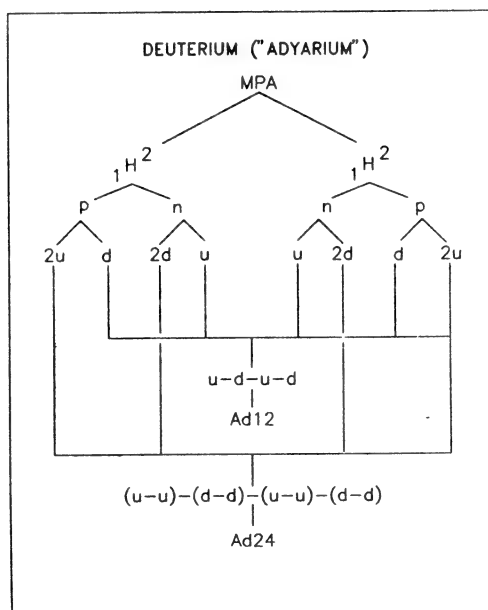 DEUTERIUM ("ADYARIUM")
MPA
₁H² ₁H²
p n n p
2u d 2d u u 2d d 2u
u-d-u-d
Ad12
(u-u)-(d-d)-(u-u)-(d-d)
Ad24